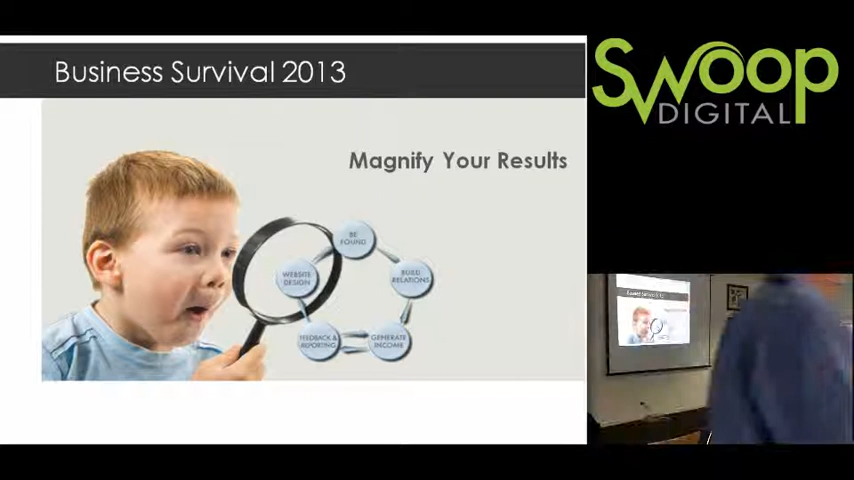 Business Survival 2013
Swoop
DIGITAL
Magnify Your Results
BE
FOUND
WEBSITE
DESIGN
BUILD
RELATIONS
FEEDBACK &
REPORTING
GENERATE
INCOME